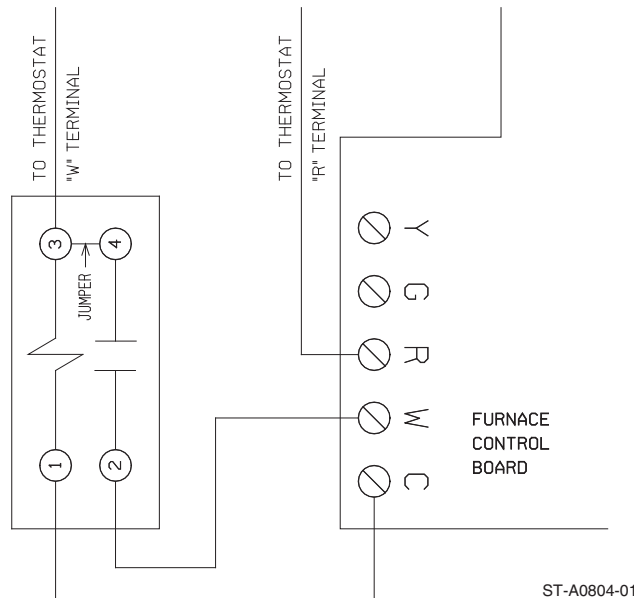 TO THERMOSTAT
"W" TERMINAL
TO THERMOSTAT
"R" TERMINAL
3
4
JUMPER
1
2
Y
G
R
W
C
FURNACE
CONTROL
BOARD
ST-A0804-01